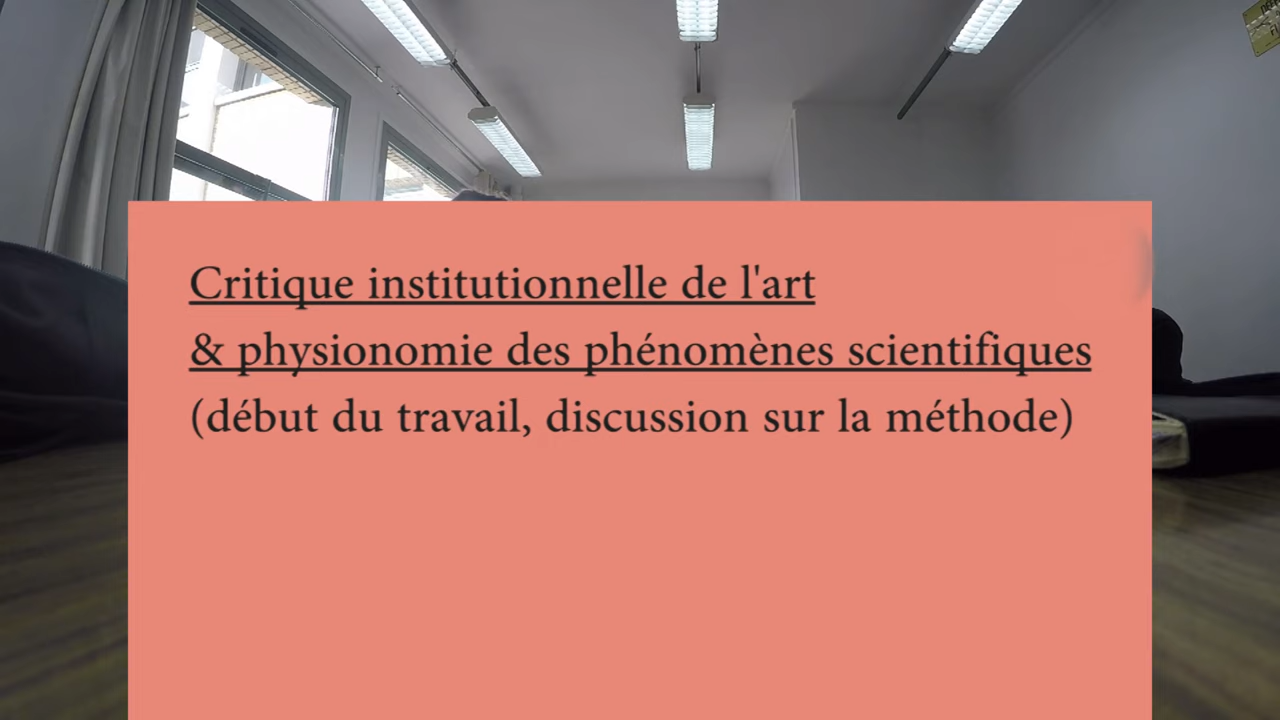 Critique institutionnelle de l'art
& physionomie des phénomènes scientifiques
(début du travail, discussion sur la méthode)